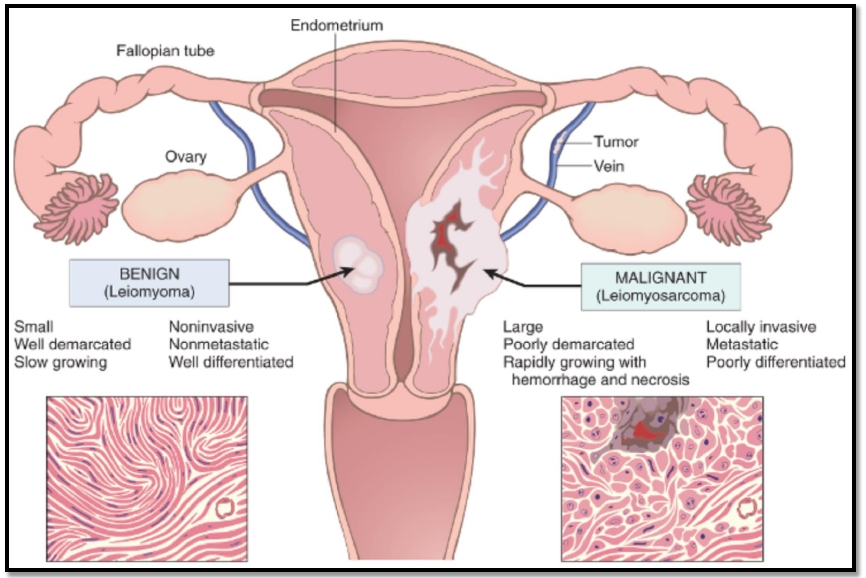 Endometrium
Fallopian tube
Ovary
Tumor
Vein
BENIGN
(Leiomyoma)
MALIGNANT
(Leiomyosarcoma)
Small
Well demarcated
Slow growing
Noninvasive
Nonmetastatic
Well differentiated
Large
Poorly demarcated
Rapidly growing with
hemorrhage and necrosis
Locally invasive
Metastatic
Poorly differentiated